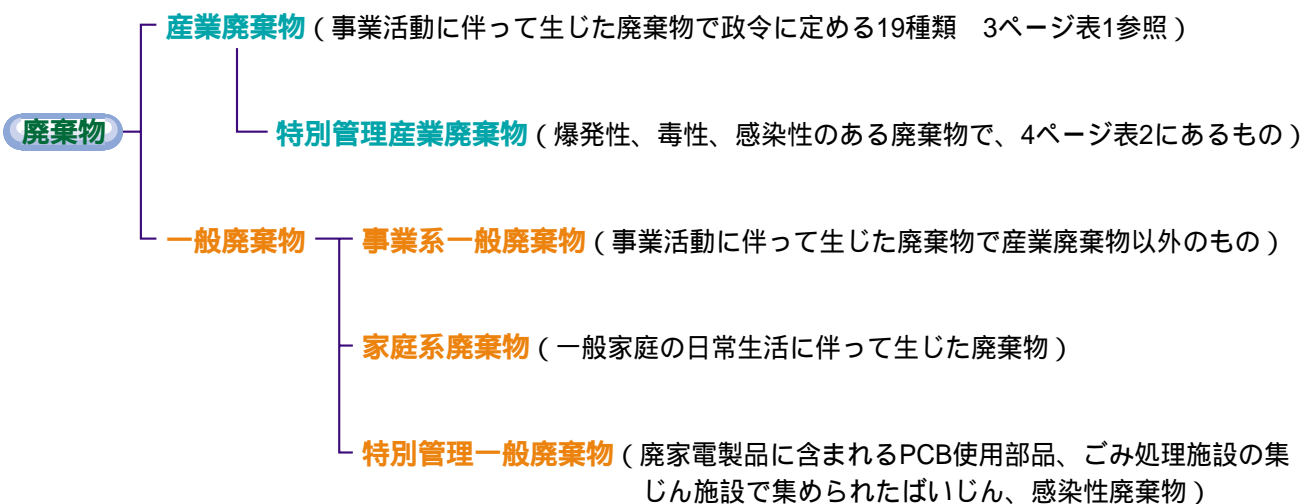 産業廃棄物（事業活動に伴って生じた廃棄物で政令に定める19種類　3ページ表1参照）
廃棄物
特別管理産業廃棄物（爆発性、毒性、感染性のある廃棄物で、4ページ表2にあるもの）
一般廃棄物
事業系一般廃棄物（事業活動に伴って生じた廃棄物で産業廃棄物以外のもの）
家庭系廃棄物（一般家庭の日常生活に伴って生じた廃棄物）
特別管理一般廃棄物（廃家電製品に含まれるPCB使用部品、ごみ処理施設の集
じん施設で集められたばいじん、感染性廃棄物）